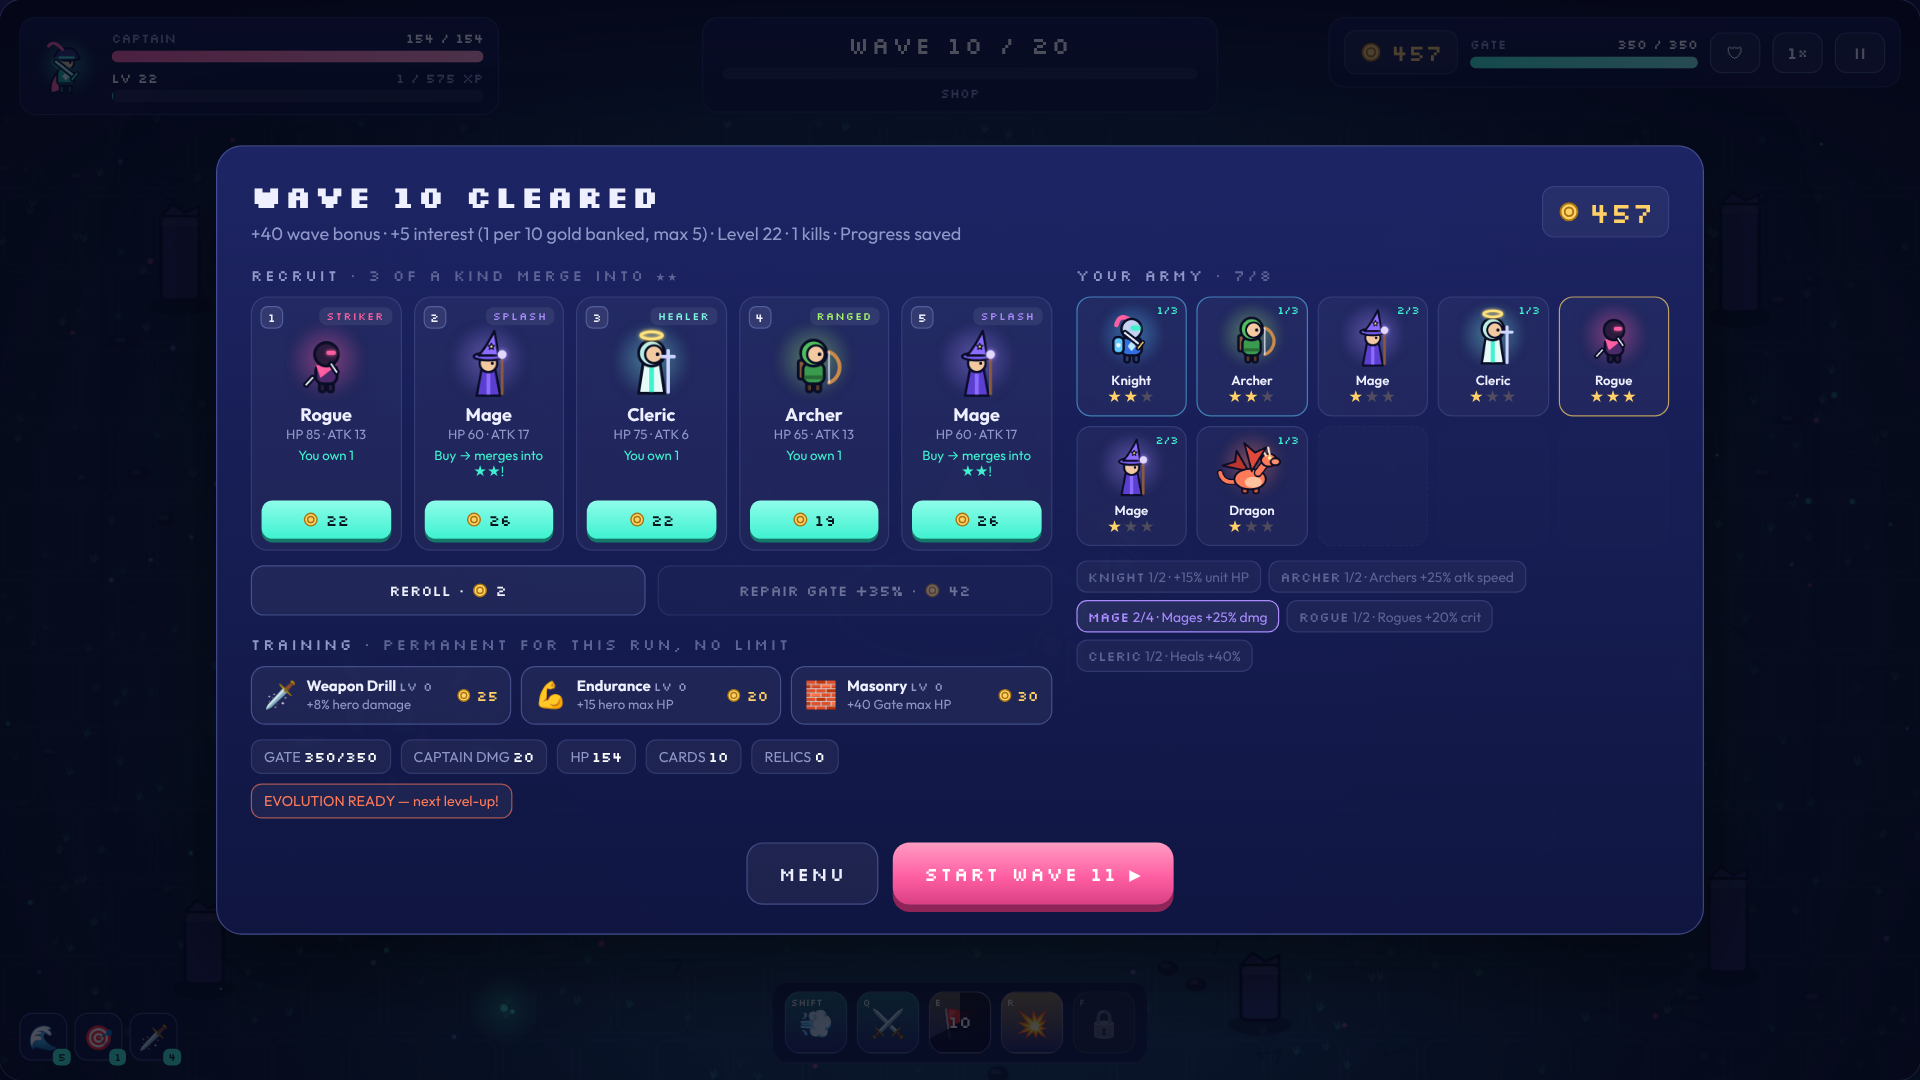 CAPTAIN 154 / 154
LV 22 1 / 575 XP
WAVE 10 / 20
SHOP
457
GATE 350 / 350
1×
WAVE 10 CLEARED
+40 wave bonus · +5 interest (1 per 10 gold banked, max 5) · Level 22 · 1 kills · Progress saved
457
RECRUIT · 3 OF A KIND MERGE INTO ★★
1 STRIKER
Rogue
HP 85 · ATK 13
You own 1
22
2 SPLASH
Mage
HP 60 · ATK 17
Buy → merges into
★★!
26
3 HEALER
Cleric
HP 75 · ATK 6
You own 1
22
4 RANGED
Archer
HP 65 · ATK 13
You own 1
19
5 SPLASH
Mage
HP 60 · ATK 17
Buy → merges into
★★!
26
REROLL · 2
REPAIR GATE +35% · 42
TRAINING · PERMANENT FOR THIS RUN, NO LIMIT
Weapon Drill LV 0
+8% hero damage
25
Endurance LV 0
+15 hero max HP
20
Masonry LV 0
+40 Gate max HP
30
GATE 350/350
CAPTAIN DMG 20
HP 154
CARDS 10
RELICS 0
EVOLUTION READY — next level-up!
YOUR ARMY · 7/8
1/3
Knight
★★★
1/3
Archer
★★★
2/3
Mage
★★★
1/3
Cleric
★★★
Rogue
★★★
2/3
Mage
★★★
1/3
Dragon
★★★
KNIGHT 1/2 · +15% unit HP
ARCHER 1/2 · Archers +25% atk speed
MAGE 2/4 · Mages +25% dmg
ROGUE 1/2 · Rogues +20% crit
CLERIC 1/2 · Heals +40%
MENU
START WAVE 11 ▶
SHIFT
Q
E
10
R
F
5
1
4